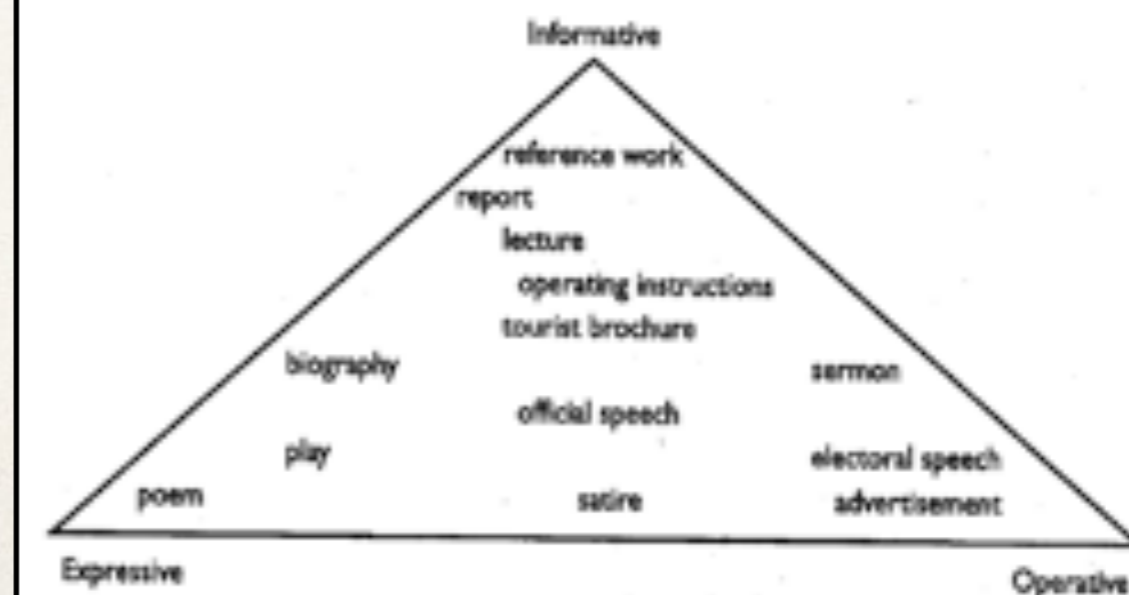 Informative
reference work
report
lecture
operating instructions
tourist brochure
biography
sermon
official speech
play
electoral speech
poem
satire
advertisement
Expressive
Operative